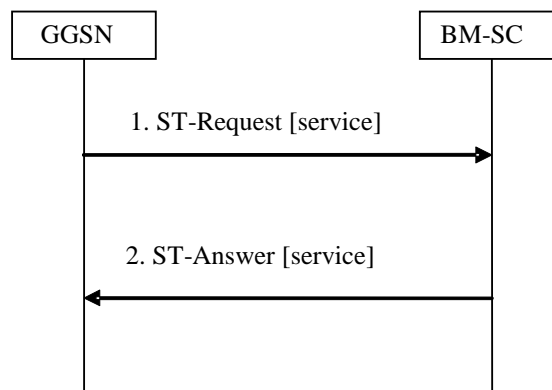 GGSN
BM-SC
1. ST-Request [service]
2. ST-Answer [service]